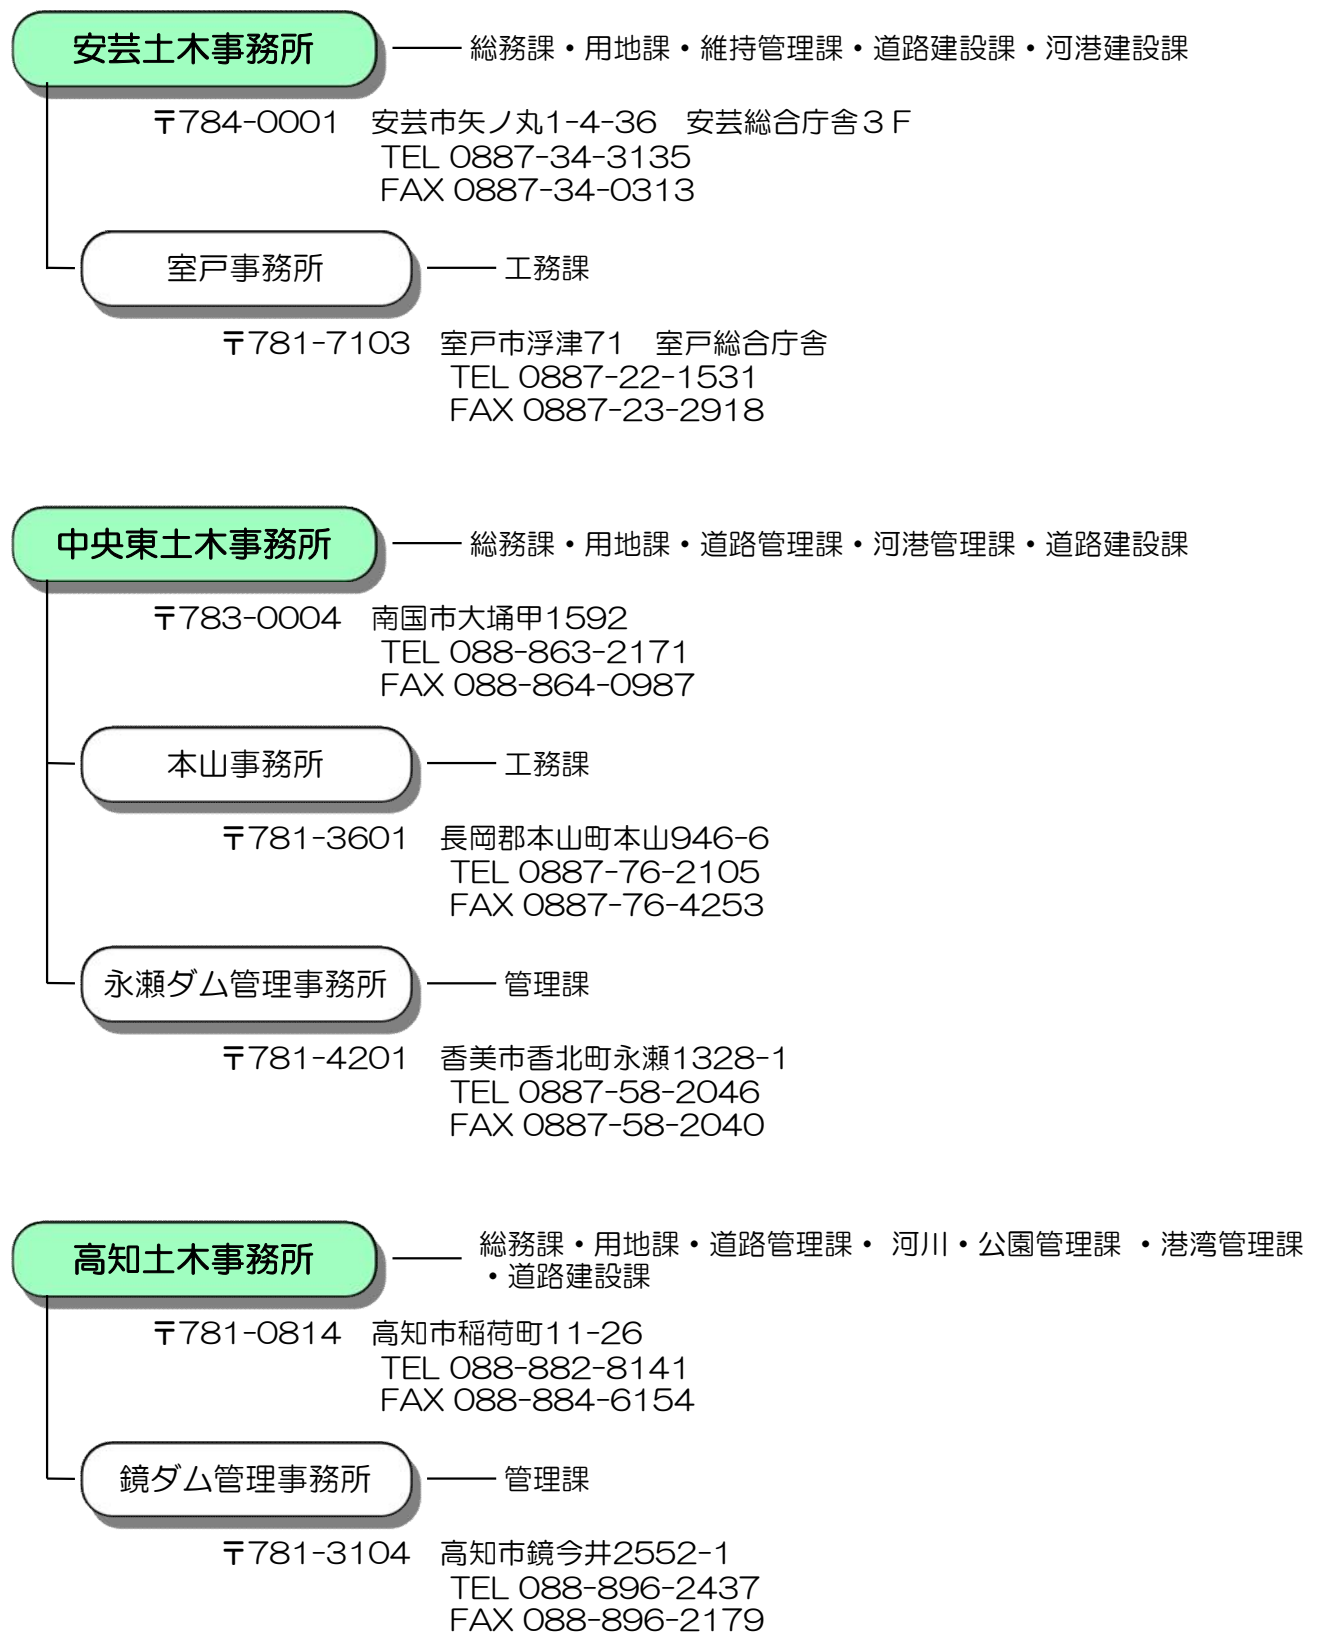 安芸土木事務所 総務課・用地課・維持管理課・道路建設課・河港建設課
〒784-0001　安芸市矢ノ丸1-4-36　安芸総合庁舎３Ｆ
TEL 0887-34-3135
FAX 0887-34-0313
室戸事務所 工務課
〒781-7103　室戸市浮津71　室戸総合庁舎
TEL 0887-22-1531
FAX 0887-23-2918
中央東土木事務所 総務課・用地課・道路管理課・河港管理課・道路建設課
〒783-0004　南国市大埇甲1592
TEL 088-863-2171
FAX 088-864-0987
本山事務所 工務課
〒781-3601　長岡郡本山町本山946-6
TEL 0887-76-2105
FAX 0887-76-4253
永瀬ダム管理事務所 管理課
〒781-4201　香美市香北町永瀬1328-1
TEL 0887-58-2046
FAX 0887-58-2040
高知土木事務所 総務課・用地課・道路管理課・ 河川・公園管理課 ・港湾管理課
・道路建設課
〒781-0814　高知市稲荷町11-26
TEL 088-882-8141
FAX 088-884-6154
鏡ダム管理事務所 管理課
〒781-3104　高知市鏡今井2552-1
TEL 088-896-2437
FAX 088-896-2179